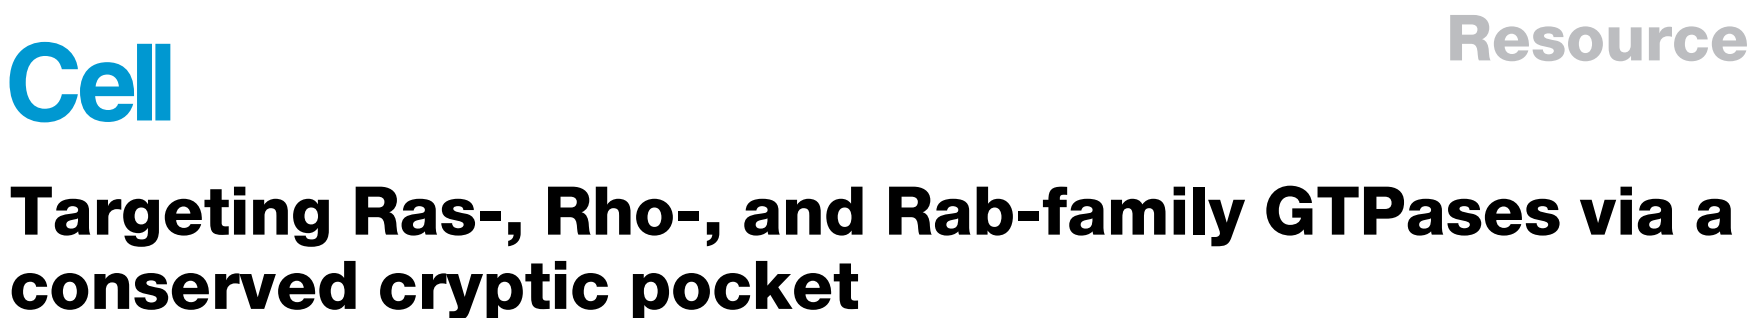 Resource
Cell
Targeting Ras-, Rho-, and Rab-family GTPases via a
conserved cryptic pocket